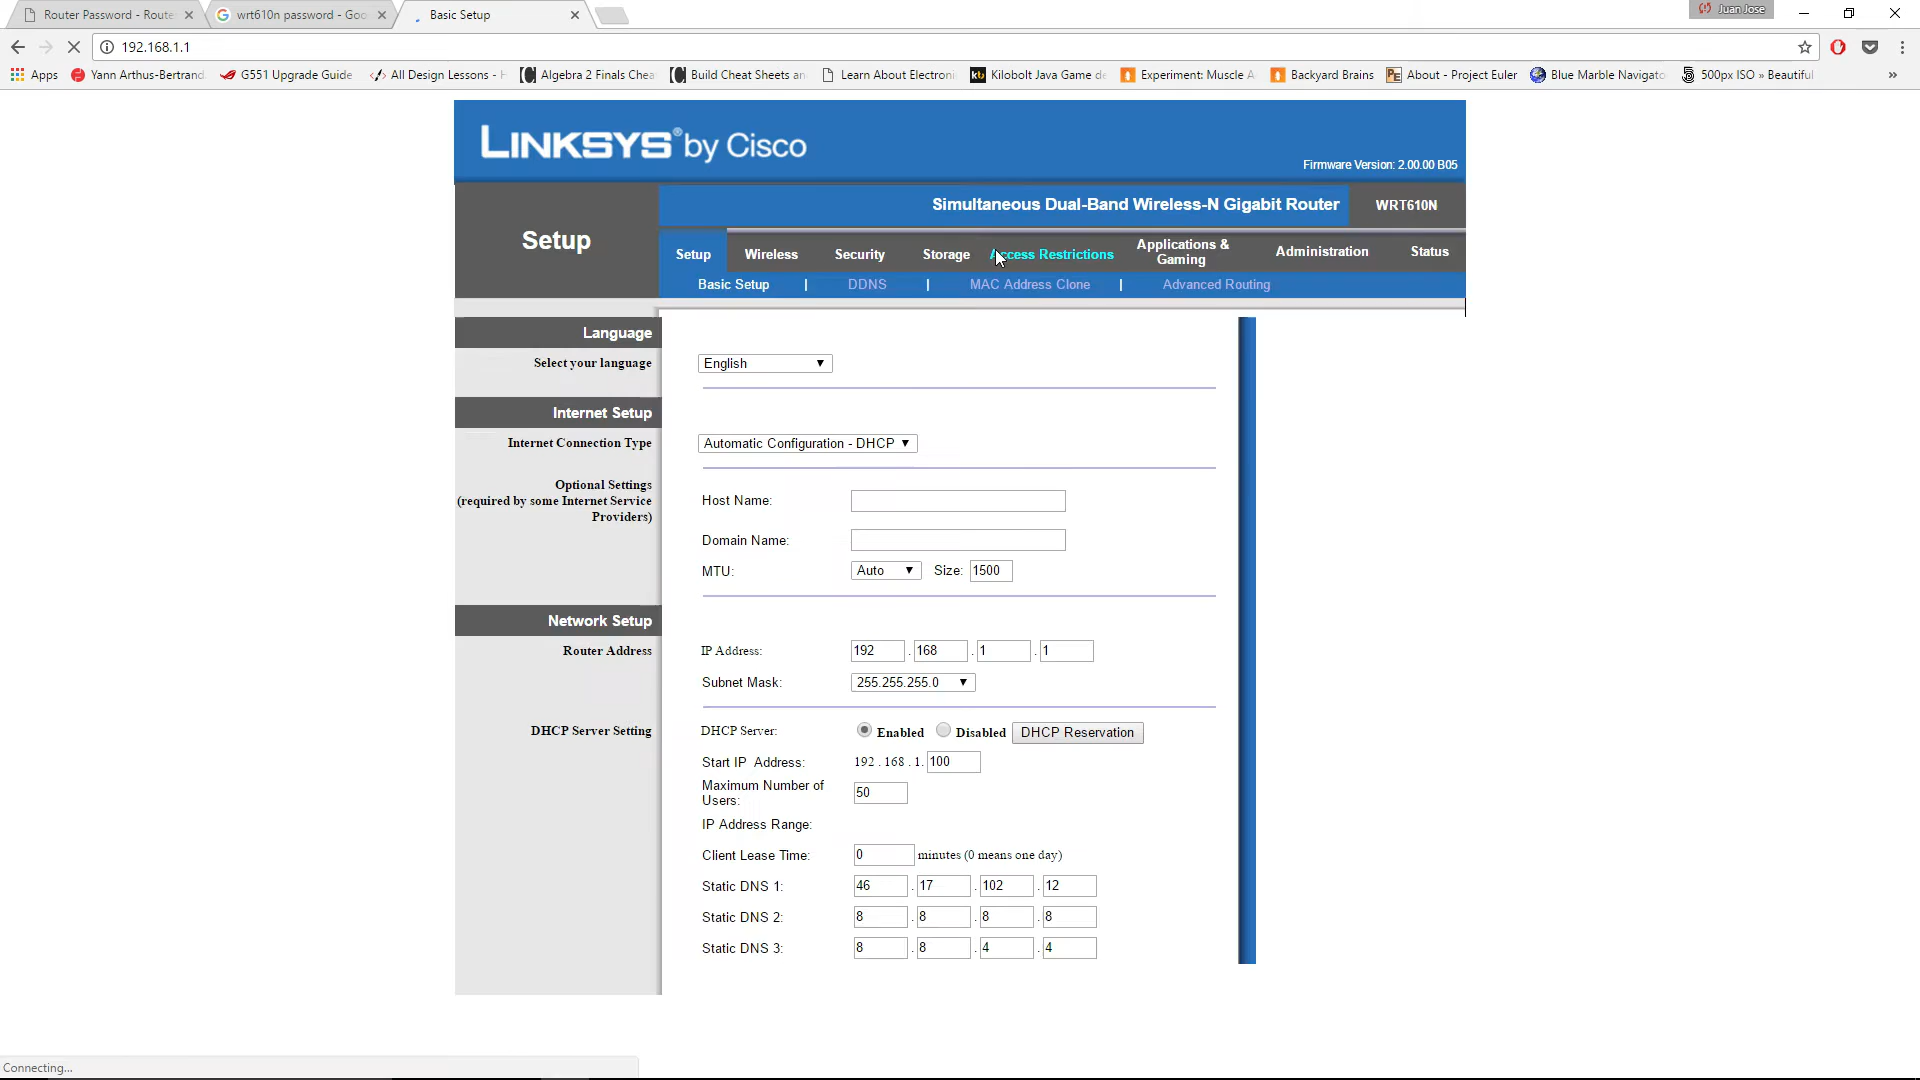 Router Password - Route
wrt610n password - Goo
Basic Setup
Juan Jose
192.168.1.1
Apps
Yann Arthus-Bertrand
G551 Upgrade Guide
All Design Lessons - H
Algebra 2 Finals Chea
Build Cheat Sheets an
Learn About Electroni
ku Kilobolt Java Game de
Experiment: Muscle A
Backyard Brains
PE About - Project Euler
Blue Marble Navigato
500px ISO » Beautiful
»
LINKSYS® by Cisco
Firmware Version: 2.00.00 B05
Simultaneous Dual-Band Wireless-N Gigabit Router
WRT610N
Setup
Setup
Wireless
Security
Storage
Access Restrictions
Applications &
Gaming
Administration
Status
Basic Setup | DDNS | MAC Address Clone | Advanced Routing
Language
Select your language
English
Internet Setup
Internet Connection Type
Automatic Configuration - DHCP
Optional Settings
(required by some Internet Service
Providers)
Host Name:
Domain Name:
MTU: Auto Size: 1500
Network Setup
Router Address
IP Address: 192 . 168 . 1 . 1
Subnet Mask: 255.255.255.0
DHCP Server Setting
DHCP Server: Enabled Disabled DHCP Reservation
Start IP Address: 192 . 168 . 1. 100
Maximum Number of
Users: 50
IP Address Range:
Client Lease Time: 0 minutes (0 means one day)
Static DNS 1: 46 . 17 . 102 . 12
Static DNS 2: 8 . 8 . 8 . 8
Static DNS 3: 8 . 8 . 4 . 4
Connecting...